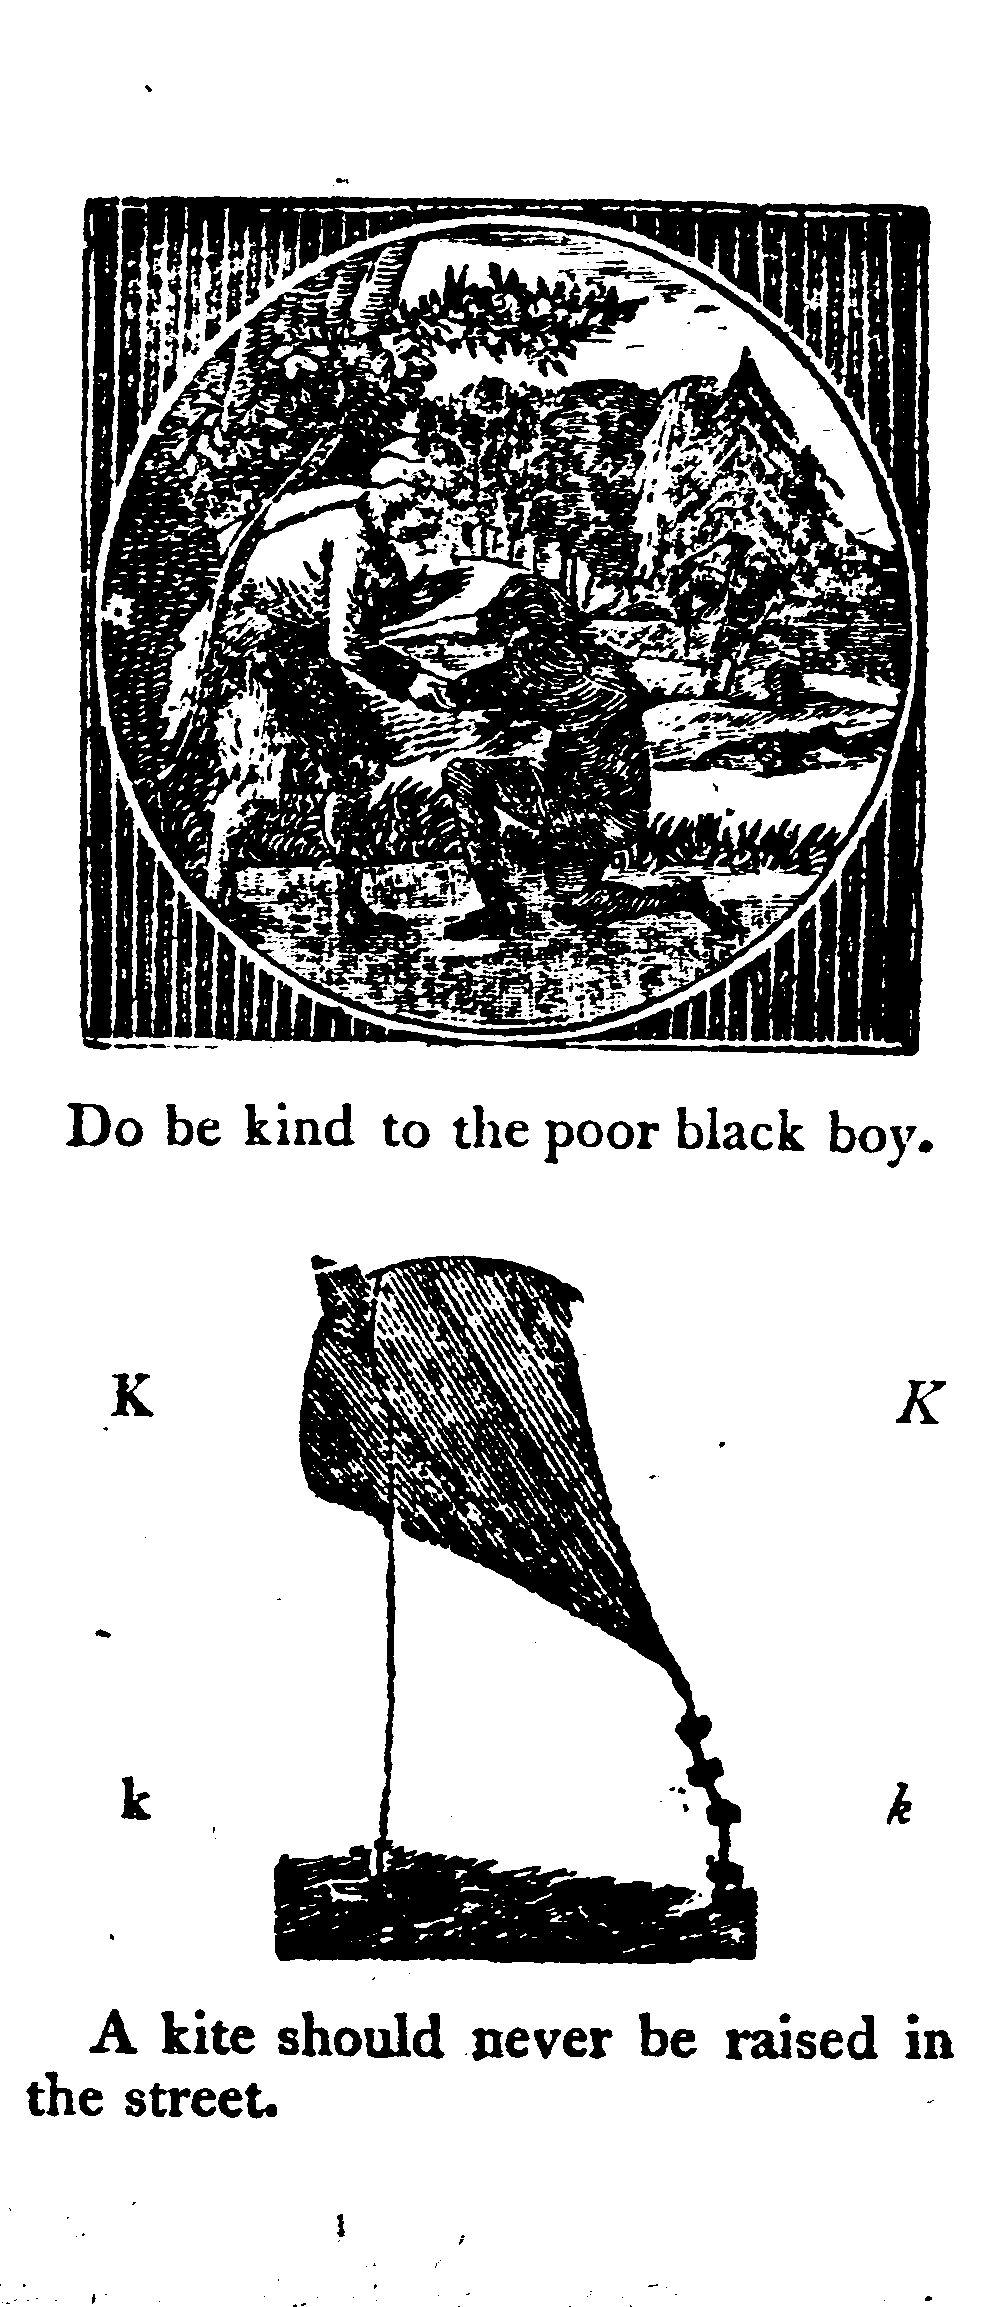 Do be kind to the poor black boy.
K K
k k
A kite should never be raised in
the street.